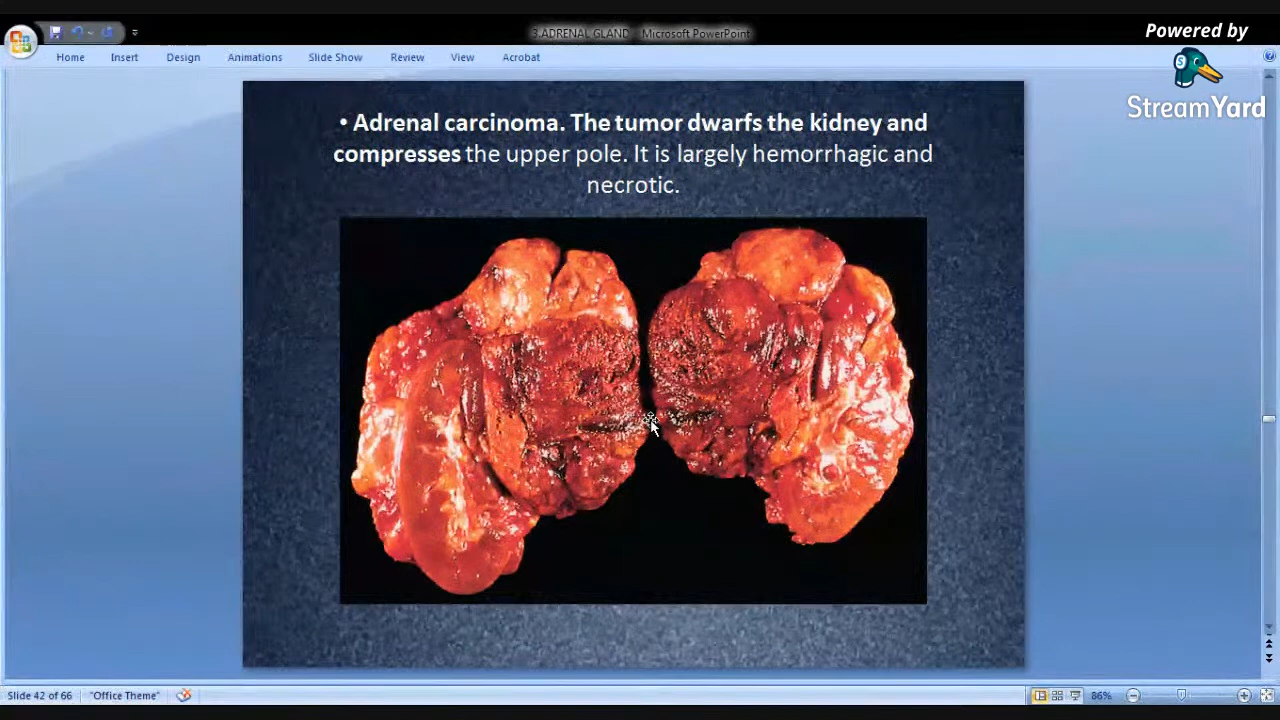 3.ADRENAL GLAND - Microsoft PowerPoint
Powered by
StreamYard
Home Insert Design Animations Slide Show Review View Acrobat
• Adrenal carcinoma. The tumor dwarfs the kidney and
compresses the upper pole. It is largely hemorrhagic and
necrotic.
Slide 42 of 66 "Office Theme" 86%